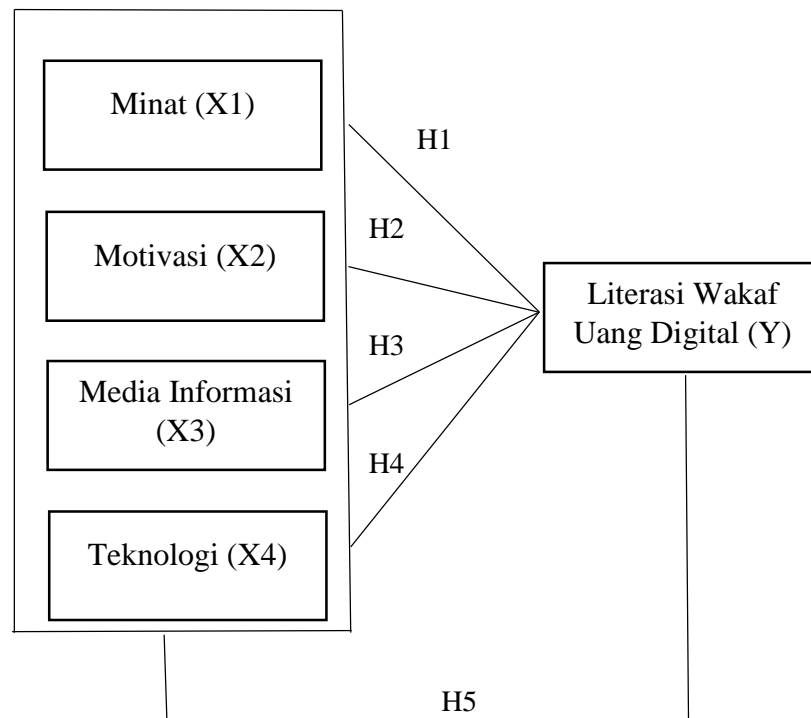 Minat (X1)
H1
Motivasi (X2)
H2
Literasi Wakaf
Uang Digital (Y)
H3
Media Informasi
(X3)
H4
Teknologi (X4)
H5